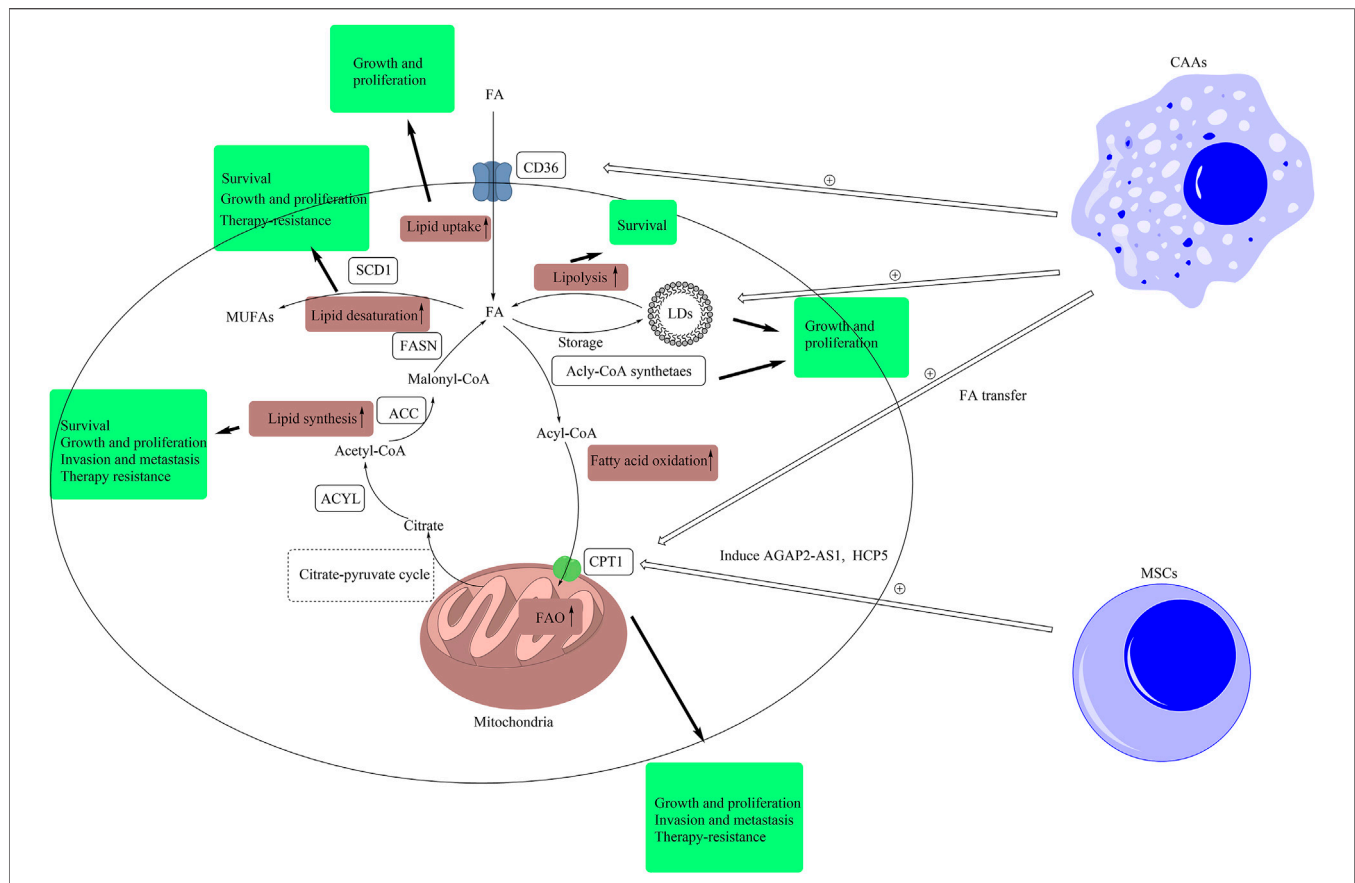 CAAs
Growth and
proliferation
FA
CD36
⊕
Survival
Growth and proliferation
Therapy-resistance
Lipid uptake↑
Survival
SCD1
Lipolysis ↑
⊕
MUFAs
Lipid desaturation↑
FA
LDs
Growth and
proliferation
FASN
Storage
Malonyl-CoA
Acly-CoA synthetaes
⊕
FA transfer
Lipid synthesis↑
ACC
Survival
Growth and proliferation
Invasion and metastasis
Therapy resistance
Acetyl-CoA
Acyl-CoA
Fatty acid oxidation↑
ACYL
Citrate
Citrate-pyruvate cycle
CPT1
Induce AGAP2-AS1, HCP5
⊕
MSCs
FAO ↑
Mitochondria
Growth and proliferation
Invasion and metastasis
Therapy-resistance